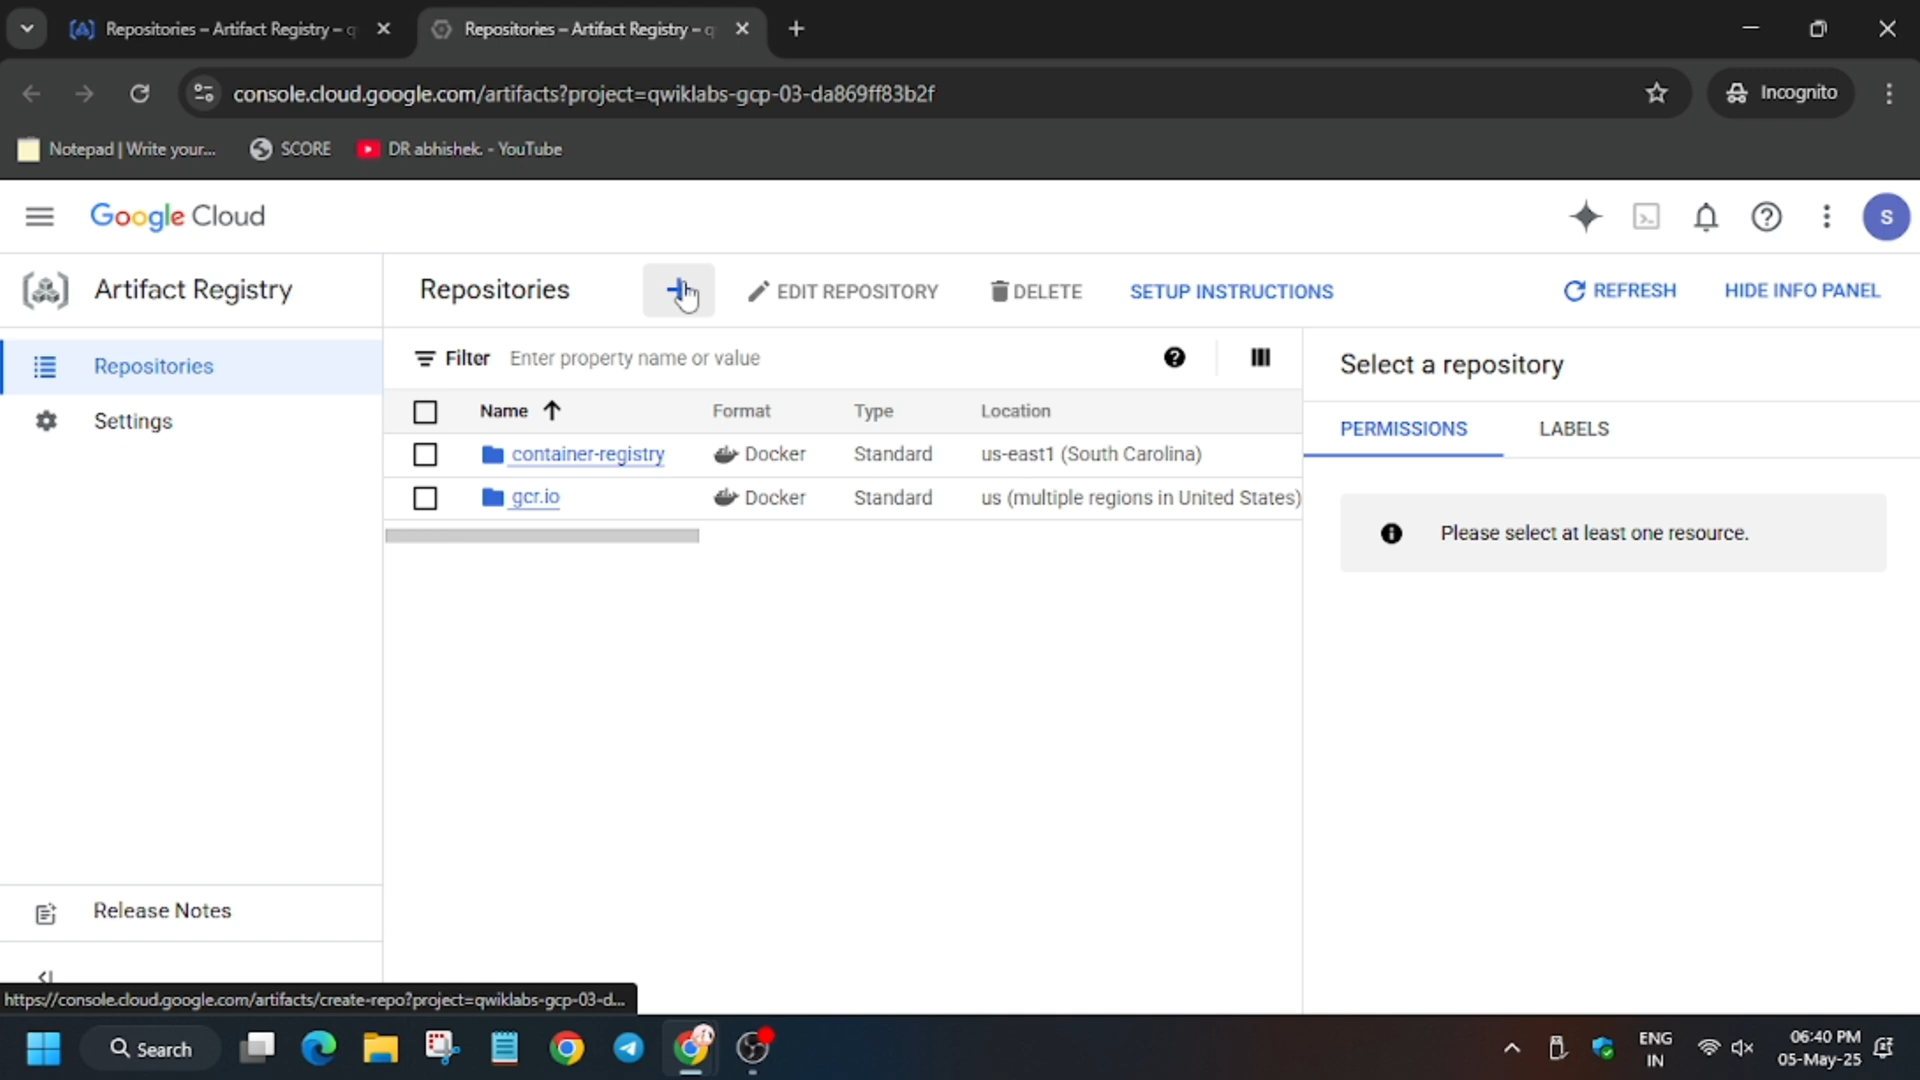 Repositories – Artifact Registry – q
Repositories – Artifact Registry – q
console.cloud.google.com/artifacts?project=qwiklabs-gcp-03-da869ff83b2f
Incognito
Notepad | Write your...
SCORE
DR abhishek. - YouTube
Google Cloud
S
Artifact Registry
Repositories
EDIT REPOSITORY
DELETE
SETUP INSTRUCTIONS
REFRESH
HIDE INFO PANEL
Repositories
Settings
Filter Enter property name or value
Name Format Type Location
container-registry Docker Standard us-east1 (South Carolina)
gcr.io Docker Standard us (multiple regions in United States)
Select a repository
PERMISSIONS LABELS
Please select at least one resource.
Release Notes
https://console.cloud.google.com/artifacts/create-repo?project=qwiklabs-gcp-03-d...
Search
ENG
IN
06:40 PM
05-May-25